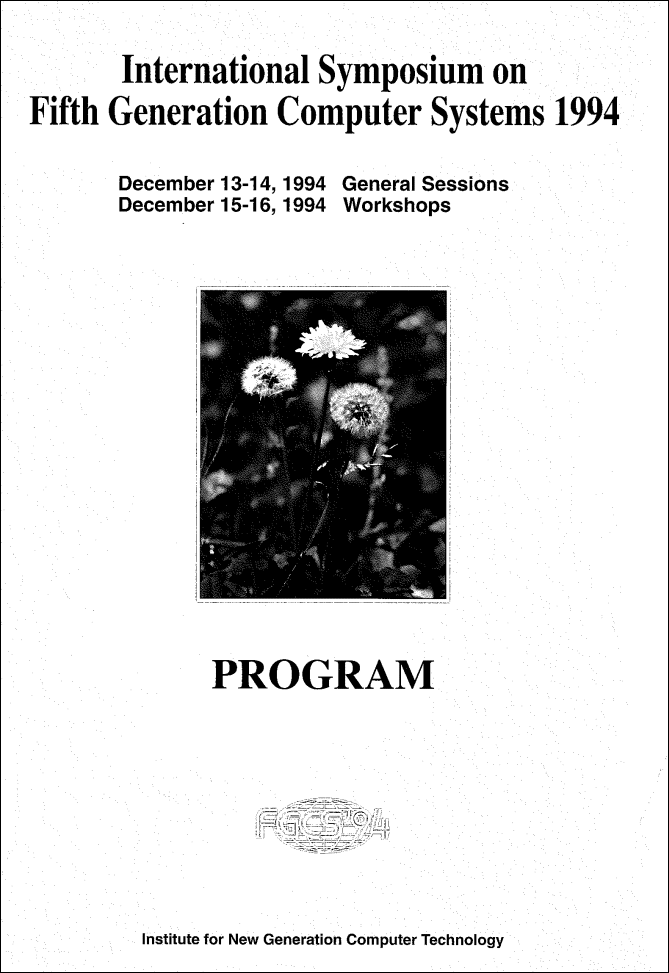 International Symposium on
Fifth Generation Computer Systems 1994
December 13-14, 1994 General Sessions
December 15-16, 1994 Workshops
PROGRAM
FGCS'94
Institute for New Generation Computer Technology